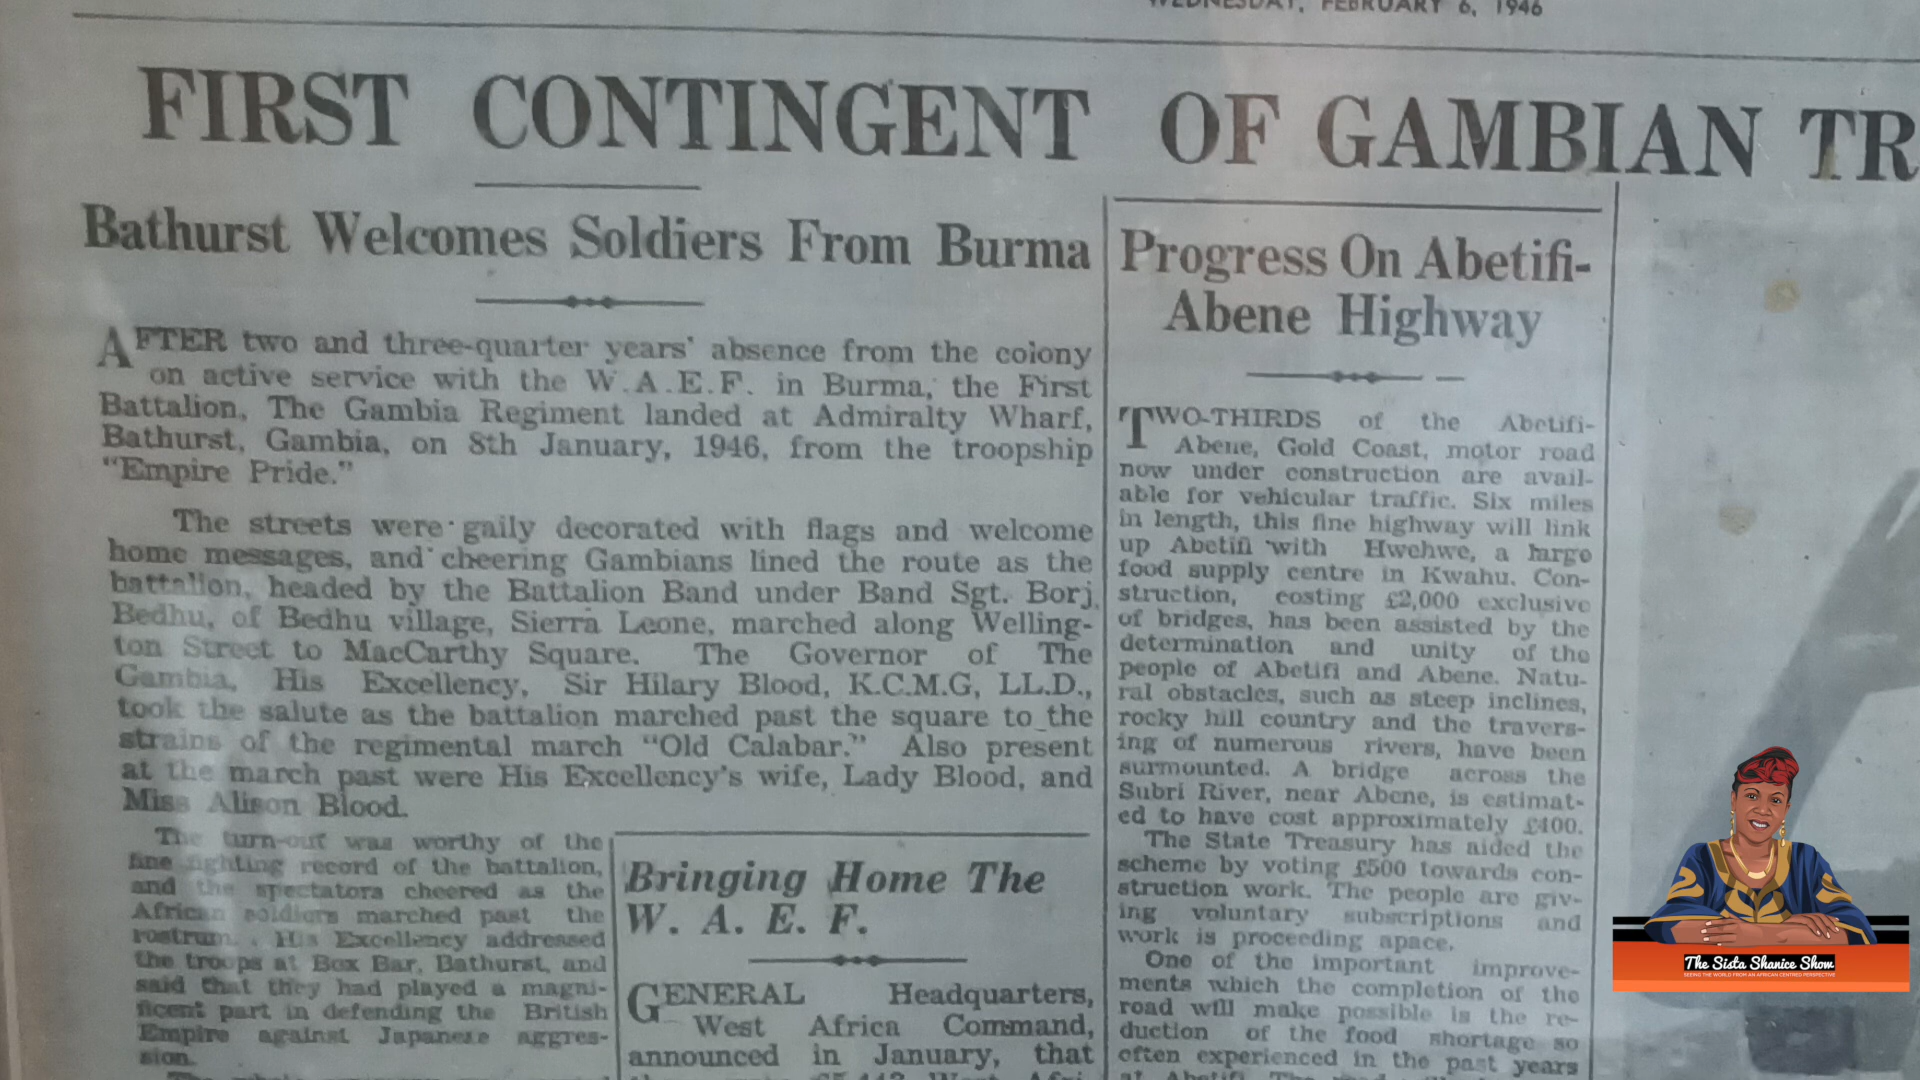 WEDNESDAY, FEBRUARY 6, 1946
FIRST CONTINGENT OF GAMBIAN TR
Bathurst Welcomes Soldiers From Burma
AFTER two and three-quarter years' absence from the colony
on active service with the W.A.E.F. in Burma, the First
Battalion, The Gambia Regiment landed at Admiralty Wharf,
Bathurst, Gambia, on 8th January, 1946, from the troopship
"Empire Pride."
The streets were gaily decorated with flags and welcome
home messages, and cheering Gambians lined the route as the
battalion, headed by the Battalion Band under Band Sgt. Borj
Bedhu, of Bedhu village, Sierra Leone, marched along Welling-
ton Street to MacCarthy Square. The Governor of The
Gambia, His Excellency, Sir Hilary Blood, K.C.M.G, LL.D.,
took the salute as the battalion marched past the square to the
strains of the regimental march "Old Calabar." Also present
at the march past were His Excellency's wife, Lady Blood, and
Miss Alison Blood.
The turn-out was worthy of the
fine fighting record of the battalion,
and the spectators cheered as the
African soldiers marched past the
rostrum. His Excellency addressed
the troops at Box Bar, Bathurst, and
said that they had played a magni-
ficent part in defending the British
Empire against Japanese aggres-
sion.
Bringing Home The
W. A. E. F.
GENERAL Headquarters,
West Africa Command,
announced in January, that
Progress On Abetifi-
Abene Highway
TWO-THIRDS of the Abetifi-
Abene, Gold Coast, motor road
now under construction are avail-
able for vehicular traffic. Six miles
in length, this fine highway will link
up Abetifi with Hwehwe, a large
food supply centre in Kwahu. Con-
struction, costing £2,000 exclusive
of bridges, has been assisted by the
determination and unity of the
people of Abetifi and Abene. Natu-
ral obstacles, such as steep inclines,
rocky hill country and the travers-
ing of numerous rivers, have been
surmounted. A bridge across the
Subri River, near Abene, is estimat-
ed to have cost approximately £400.
The State Treasury has aided the
scheme by voting £500 towards con-
struction work. The people are giv-
ing voluntary subscriptions and
work is proceeding apace.
One of the important improve-
ments which the completion of the
road will make possible is the re-
duction of the food shortage so
often experienced in the past years
The Sista Shanice Show
SEEING THE WORLD FROM AN AFRICAN CENTRED PERSPECTIVE